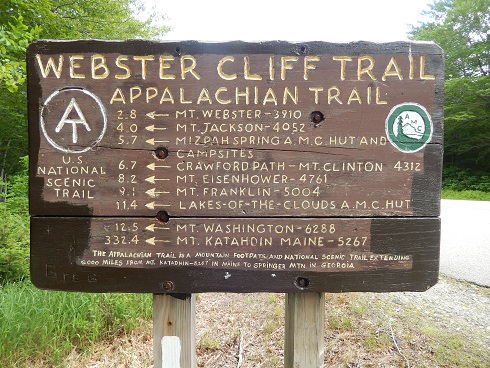 WEBSTER CLIFF TRAIL
APPALACHIAN TRAIL
2.8 MT. WEBSTER-3910
4.0 MT. JACKSON-4052
5.7 MIZPAH SPRING A.M.C. HUT AND
CAMPSITES
6.7 CRAWFORD PATH-MT. CLINTON 4312
8.2 MT. EISENHOWER-4761
9.1 MT. FRANKLIN-5004
11.4 LAKES-OF-THE-CLOUDS A.M.C. HUT
12.5 MT. WASHINGTON-6288
332.4 MT. KATAHDIN MAINE-5267
AT
U.S
NATIONAL
SCENIC
TRAIL
AMC
THE APPALACHIAN TRAIL IS A MOUNTAIN FOOTPATH AND NATIONAL SCENIC TRAIL EXTENDING
2000 MILES FROM MT. KATAHDIN-5267 IN MAINE TO SPRINGER MTN. IN GEORGIA